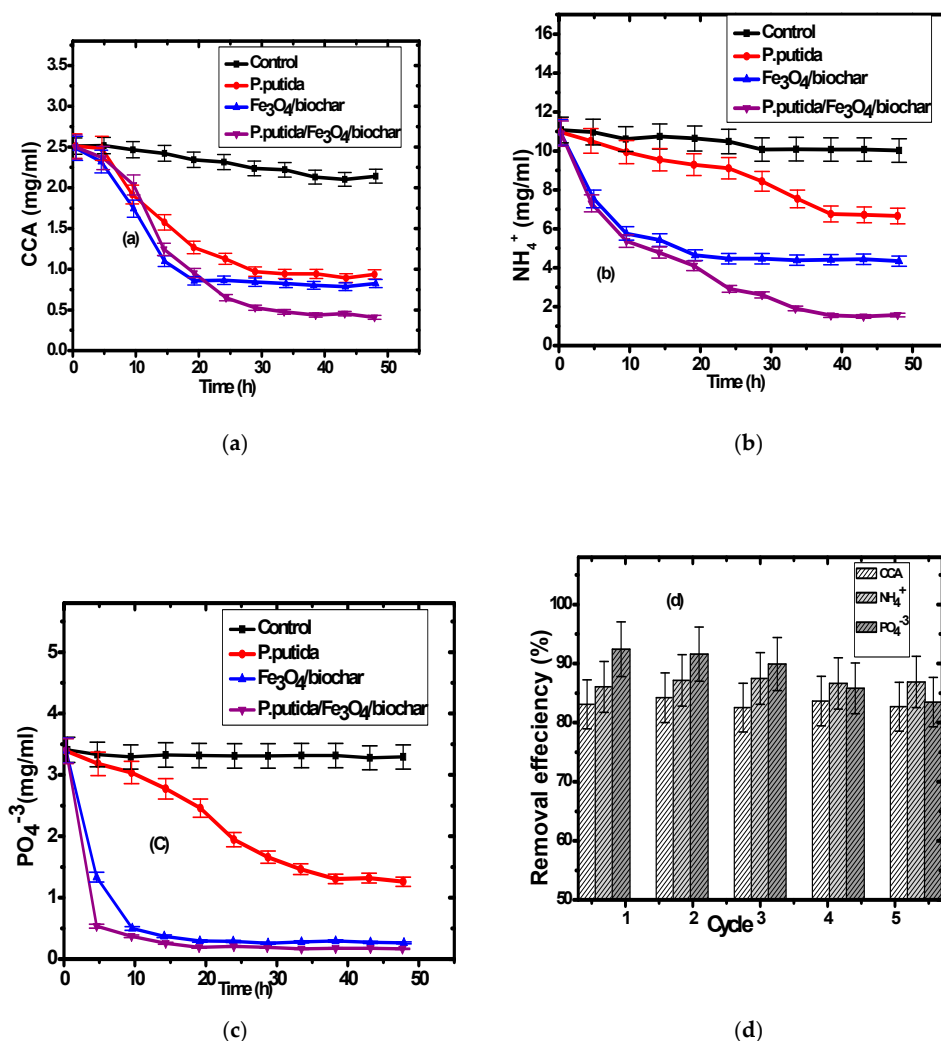 3.5
3.0
2.5
2.0
1.5
1.0
0.5
0.0
CCA (mg/ml)
Control
P.putida
Fe₃O₄/biochar
P.putida/Fe₃O₄/biochar
(a)
0 10 20 30 40 50
Time (h)
(a)
16
14
12
10
8
6
4
2
0
NH₄⁺ (mg/ml)
Control
P.putida
Fe₃O₄/biochar
P.putida/Fe₃O₄/biochar
(b)
0 10 20 30 40 50
Time (h)
(b)
5
4
3
2
1
0
PO₄⁻³(mg/ml)
Control
P.putida
Fe₃O₄/biochar
P.putida/Fe₃O₄/biochar
(C)
0 10 20 30 40 50
Time (h)
(c)
100
90
80
70
60
50
Removal effeciency (%)
(d)
CCA
NH₄⁺
PO₄⁻³
1 2 3 4 5
Cycle
(d)